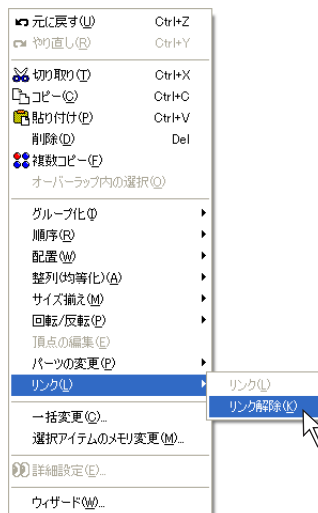 元に戻す(U) Ctrl+Z
やり直し(R) Ctrl+Y
切り取り(T) Ctrl+X
コピー(C) Ctrl+C
貼り付け(P) Ctrl+V
削除(D) Del
複数コピー(F)
オーバーラップ内の選択(O)
グループ化(I)
順序(R)
配置(W)
整列(均等化)(A)
サイズ揃え(M)
回転/反転(P)
頂点の編集(E)
パーツの変更(P)
リンク(L)
リンク(L)
リンク解除(K)
一括変更(C)...
選択アイテムのメモリ変更(M)...
詳細設定(E)...
ウィザード(W)...